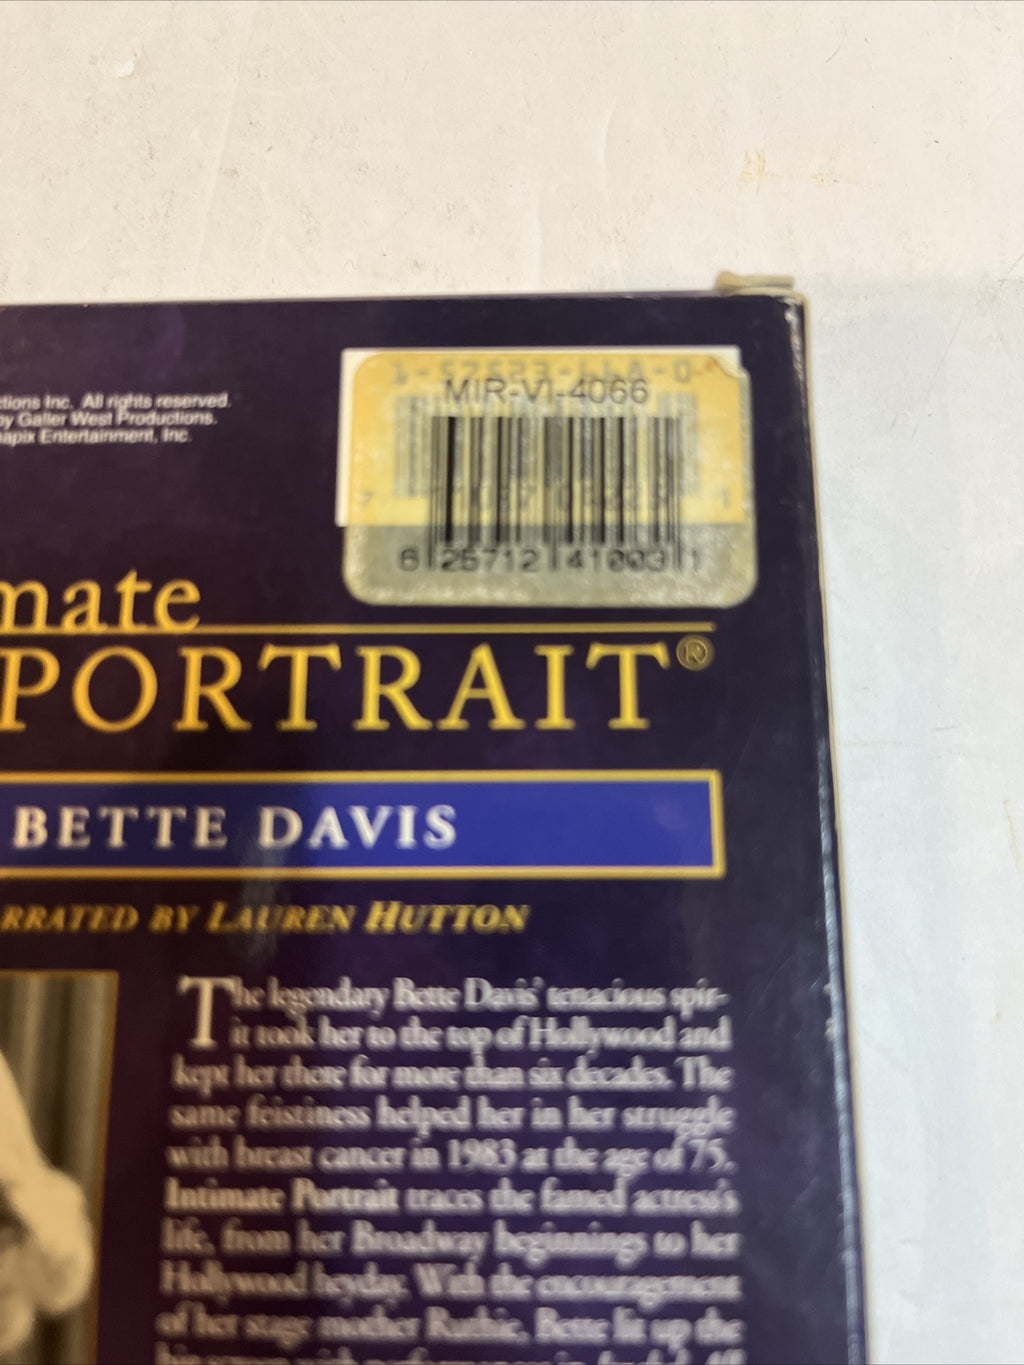 ctions Inc. All rights reserved.
by Galler West Productions.
napix Entertainment, Inc.
MIR-VI-4066
6 25712 41003 1
mate
PORTRAIT®
BETTE DAVIS
RRATED BY LAUREN HUTTON
The legendary Bette Davis' tenacious spir-
it took her to the top of Hollywood and
kept her there for more than six decades. The
same feistiness helped her in her struggle
with breast cancer in 1983 at the age of 75.
Intimate Portrait traces the famed actress's
life, from her Broadway beginnings to her
Hollywood heyday. With the encouragement
of her stage mother Ruthie, Bette lit up the